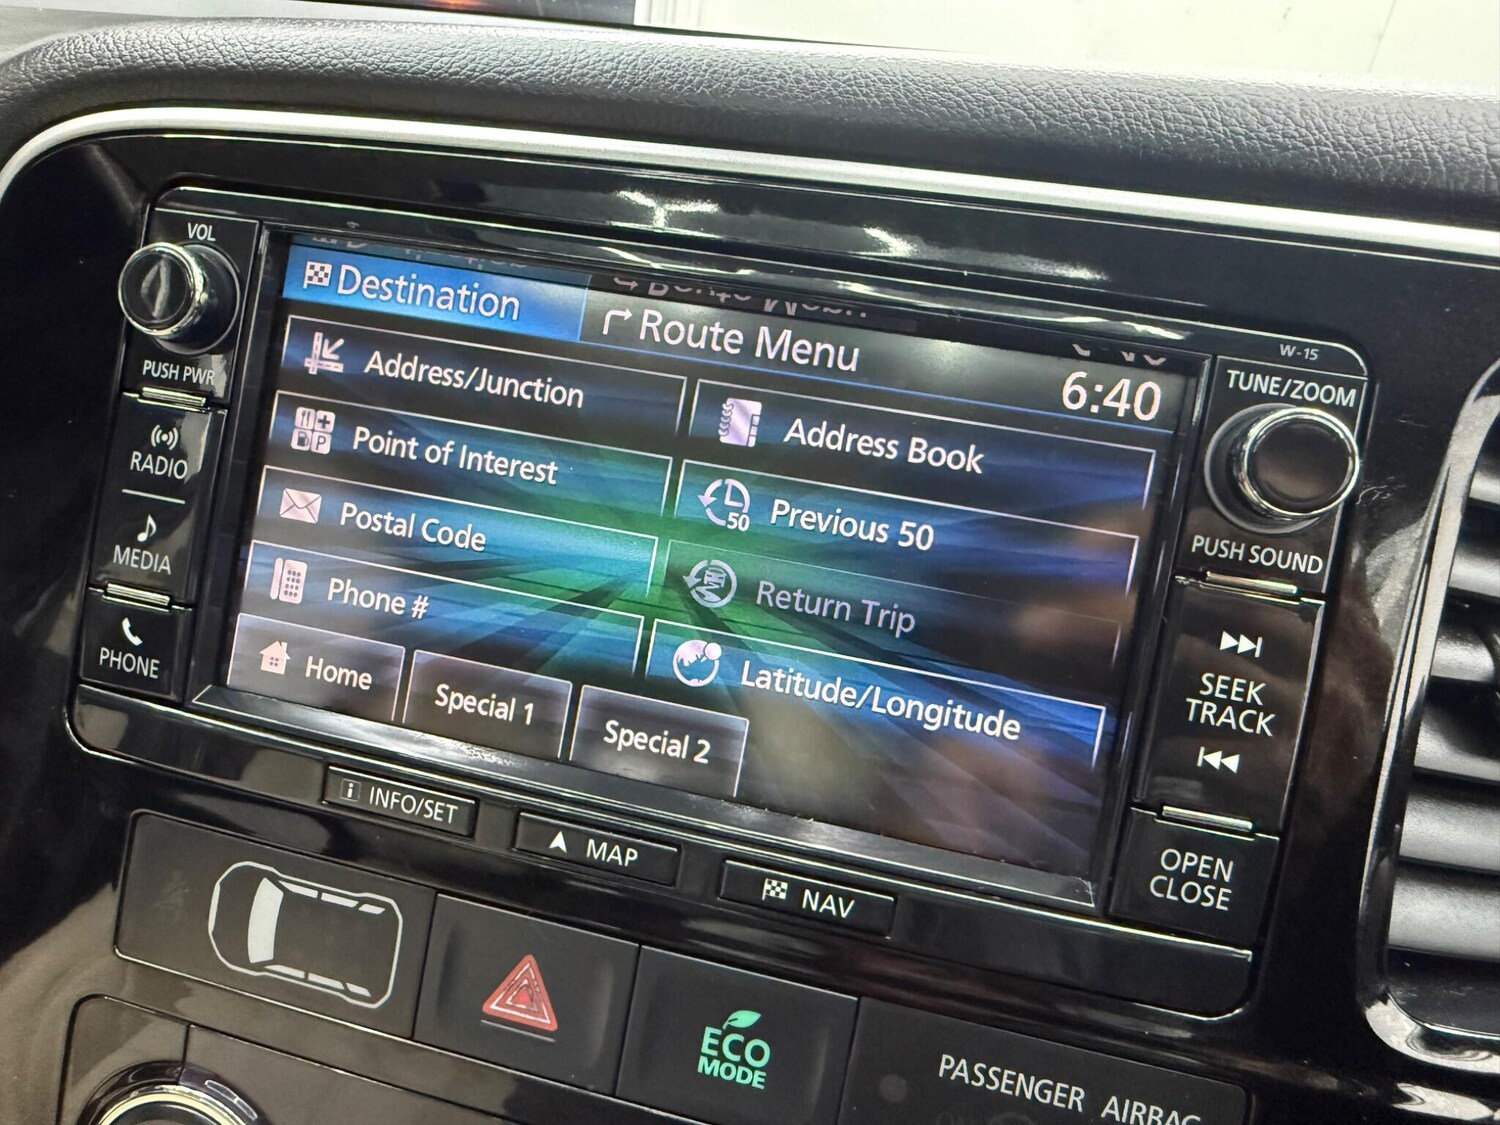 VOL
PUSH PWR
RADIO
MEDIA
PHONE
Destination
Route Menu
6:40
Address/Junction
Address Book
Point of Interest
50
Previous 50
Postal Code
Return Trip
Phone #
Latitude/Longitude
Home
Special 1
Special 2
W-15
TUNE/ZOOM
PUSH SOUND
SEEK
TRACK
OPEN
CLOSE
i INFO/SET
MAP
NAV
ECO
MODE
PASSENGER AIRBAG